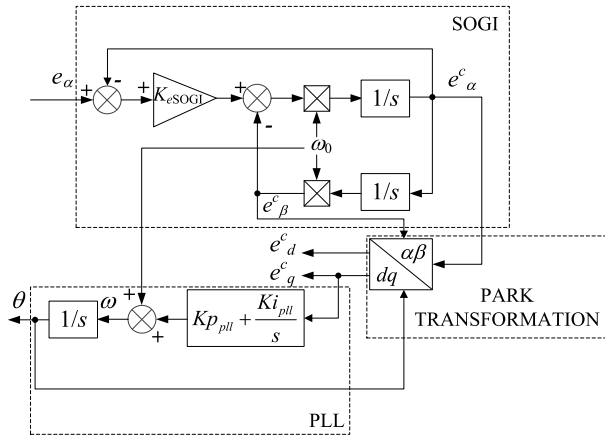 SOGI
e_α + - + K_eSOGI + - 1/s e^c_α
ω_0
e^c_β 1/s
e^c_d αβ
e^c_q dq
θ 1/s ω + + Kp_pll + Ki_pll/s
PARK
TRANSFORMATION
PLL